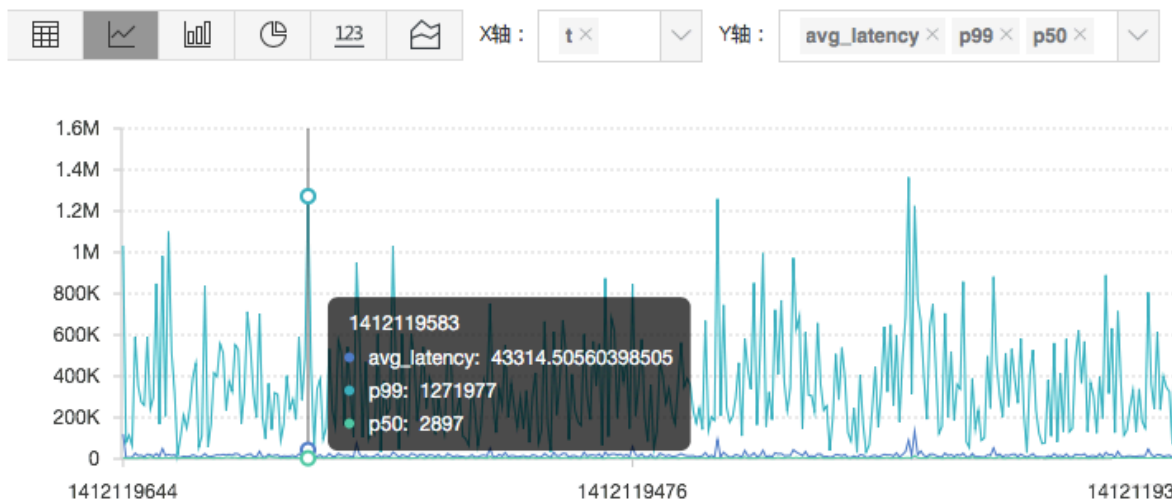 123 X轴： t × Y轴： avg_latency × p99 × p50 ×
1.6M
1.4M
1.2M
1M
800K
600K
400K
200K
0
1412119583
avg_latency: 43314.50560398505
p99: 1271977
p50: 2897
1412119644 1412119476 14121193